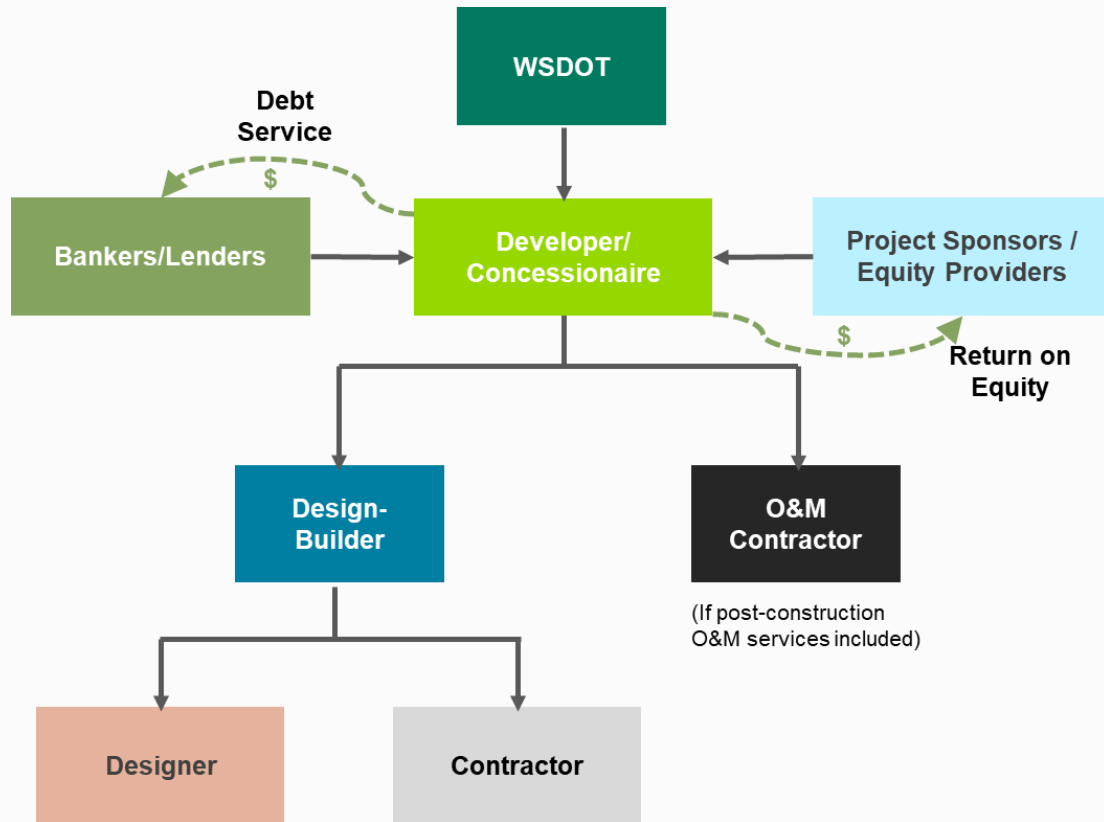 WSDOT
Debt
Service
$
Bankers/Lenders
Developer/
Concessionaire
Project Sponsors /
Equity Providers
$
Return on
Equity
Design-
Builder
O&M
Contractor
(If post-construction
O&M services included)
Designer
Contractor